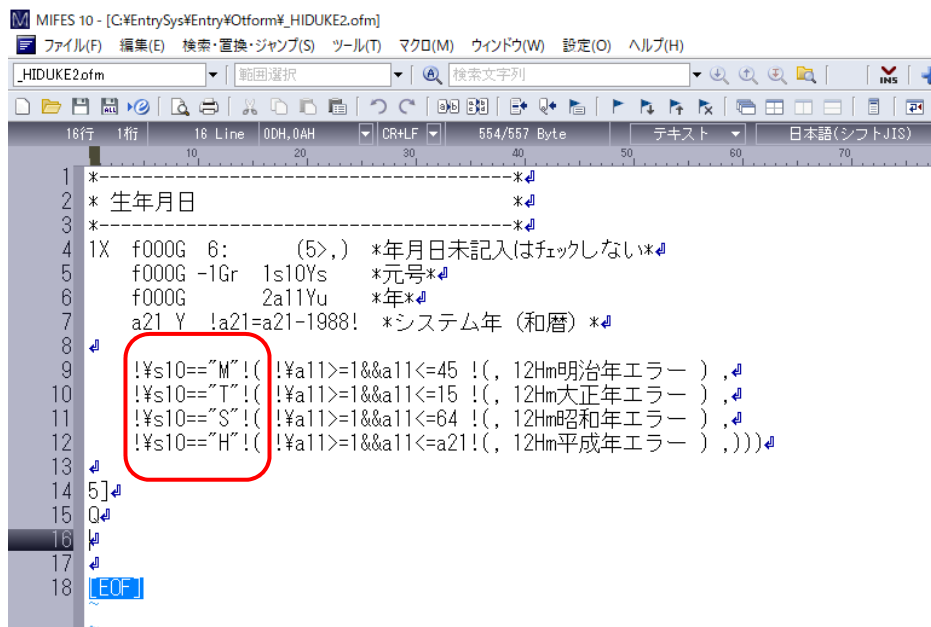 MIFES 10 - [C:¥EntrySys¥Entry¥Otform¥_HIDUKE2.ofm]
ファイル(F) 編集(E) 検索・置換・ジャンプ(S) ツール(T) マクロ(M) ウィンドウ(W) 設定(O) ヘルプ(H)
_HIDUKE2.ofm 範囲選択 検索文字列 INS
16行 1桁 16 Line 0DH,0AH CR+LF 554/557 Byte テキスト 日本語(シフトJIS)
10 20 30 40 50 60 70
1 *--------------------------------------*
2 * 生年月日 *
3 *--------------------------------------*
4 1X f000G 6: (5>,) *年月日未記入はﾁｪｯｸしない*
5 f000G -1Gr 1s10Ys *元号*
6 f000G 2a11Yu *年*
7 a21 Y !a21=a21-1988! *システム年（和暦）*
8
9 !¥s10=="M"!( !¥a11>=1&&a11<=45 !(, 12Hm明治年エラー ) ,
10 !¥s10=="T"!( !¥a11>=1&&a11<=15 !(, 12Hm大正年エラー ) ,
11 !¥s10=="S"!( !¥a11>=1&&a11<=64 !(, 12Hm昭和年エラー ) ,
12 !¥s10=="H"!( !¥a11>=1&&a11<=a21!(, 12Hm平成年エラー ) ,)))
13
14 5]
15 Q
16
17
18 [EOF]